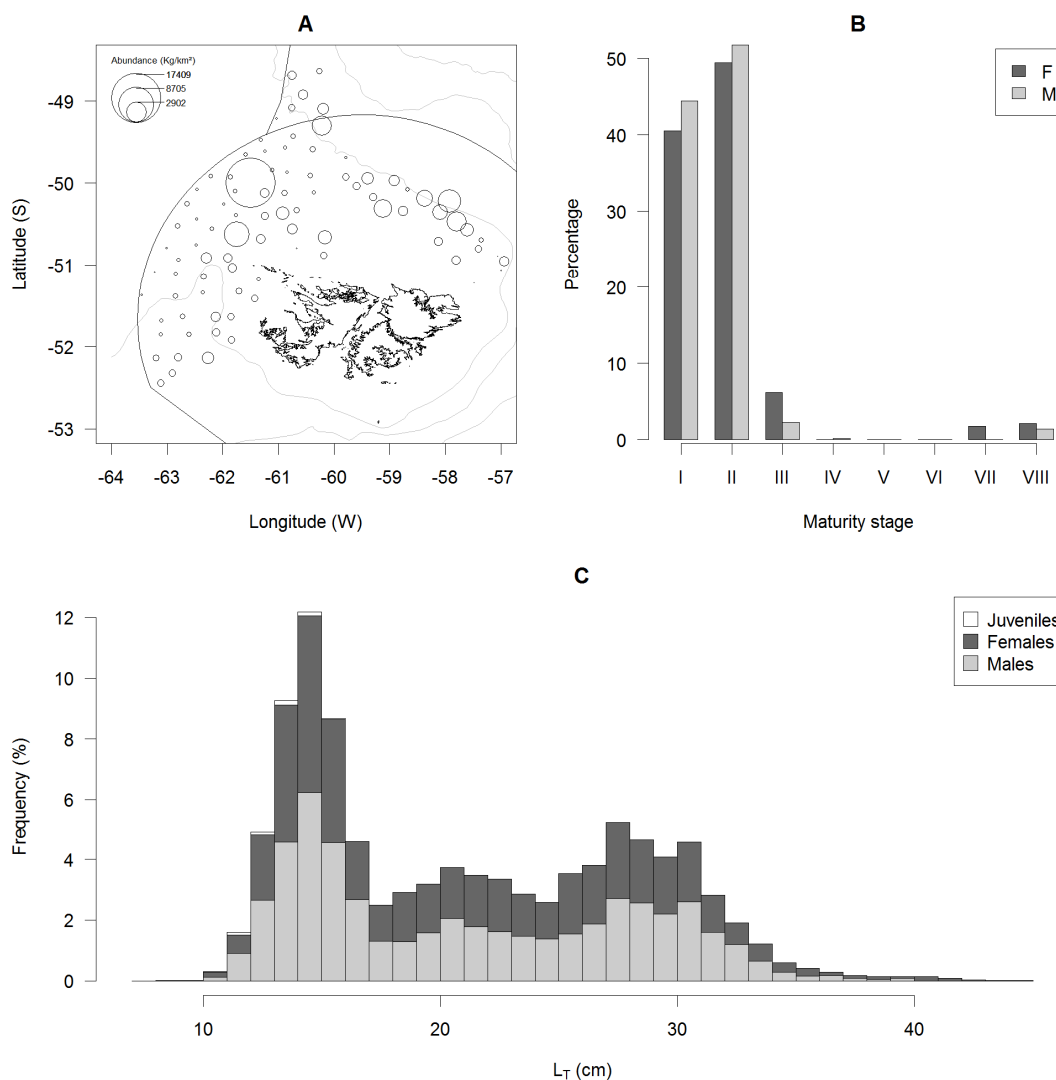 A
Abundance (Kg/km²)
17409
8705
2902
-49
-50
-51
-52
-53
Latitude (S)
-64 -63 -62 -61 -60 -59 -58 -57
Longitude (W)
B
F
M
50
40
30
20
10
0
Percentage
I II III IV V VI VII VIII
Maturity stage
C
Juveniles
Females
Males
12
10
8
6
4
2
0
Frequency (%)
10 20 30 40
LT (cm)